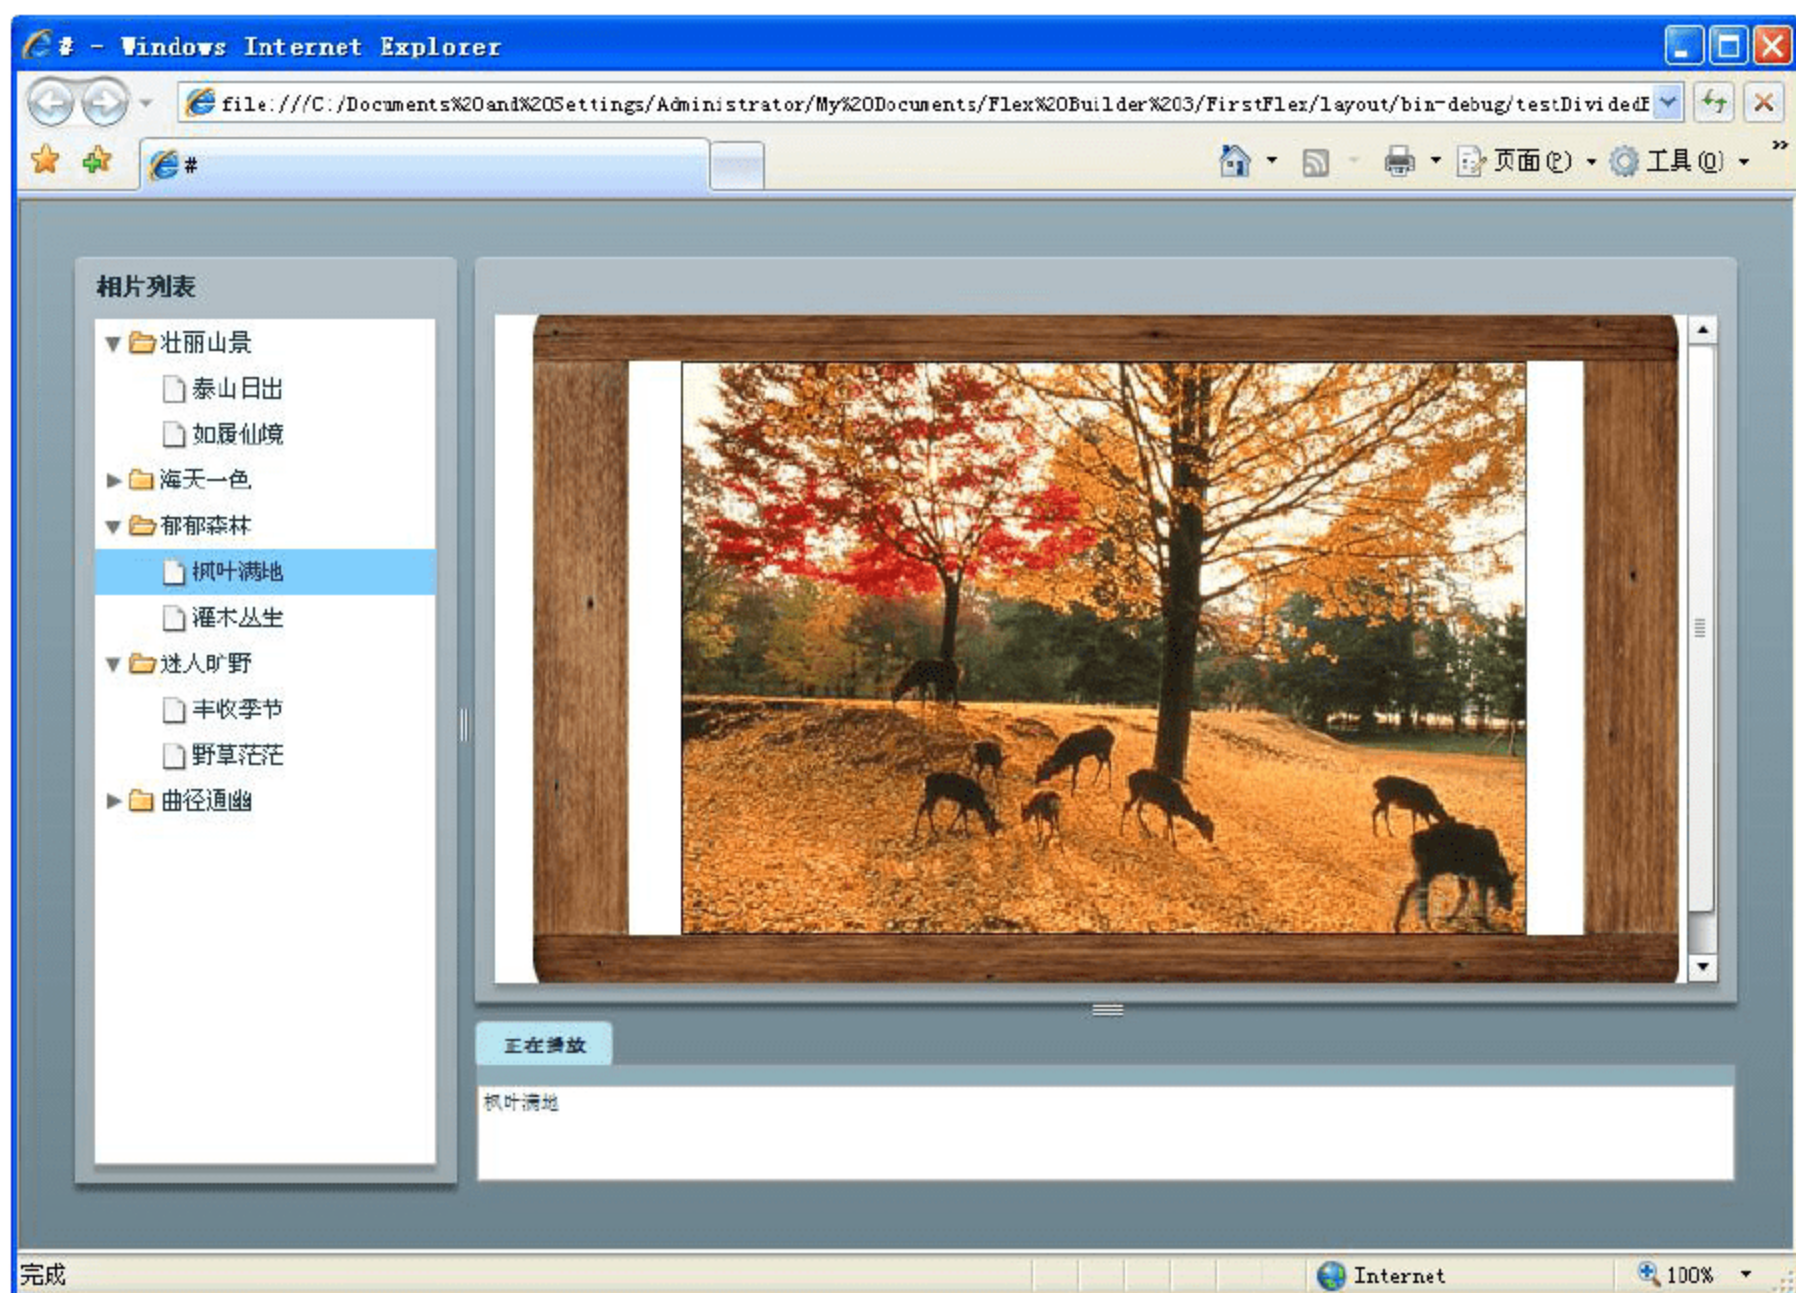 # - Windows Internet Explorer
file:///C:/Documents%20and%20Settings/Administrator/My%20Documents/Flex%20Builder%203/FirstFlex/layout/bin-debug/testDividedB
#
页面(P)
工具(O)
相片列表
壮丽山景
泰山日出
如履仙境
海天一色
郁郁森林
枫叶满地
灌木丛生
迷人旷野
丰收季节
野草茫茫
曲径通幽
正在播放
枫叶满地
完成
Internet
100%